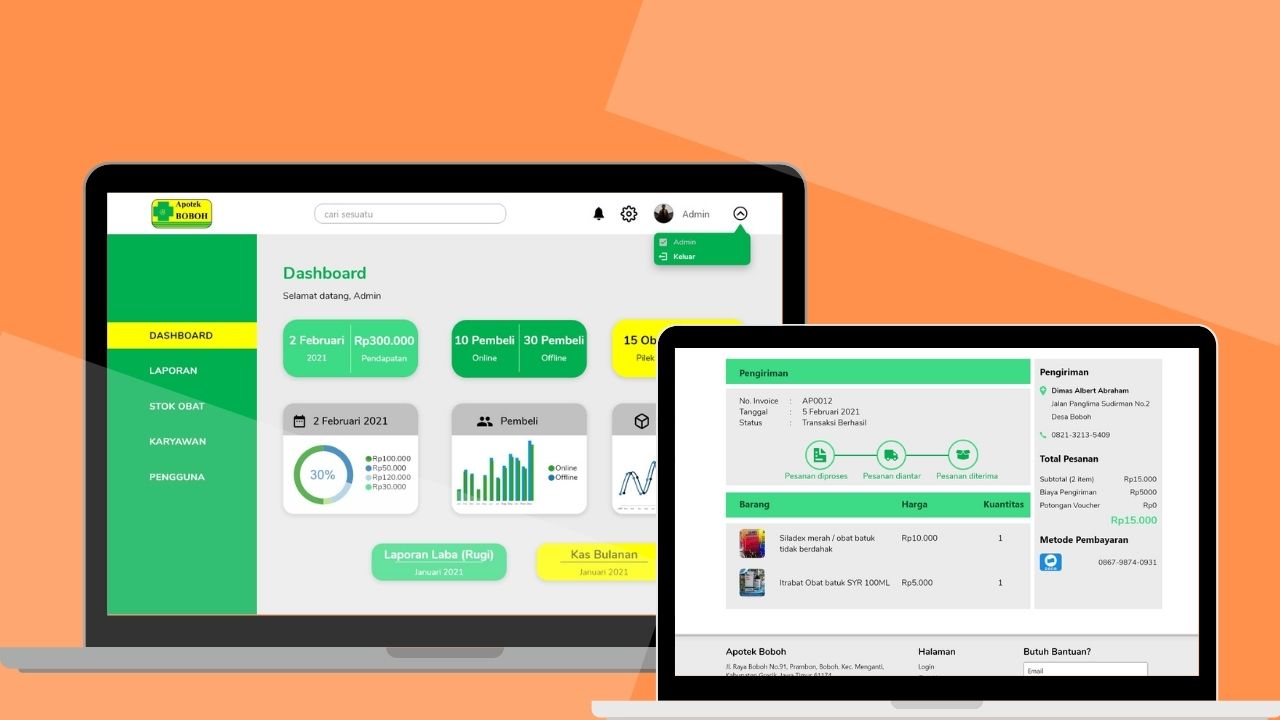 Apotek
BOBOH
cari sesuatu
Admin
Admin
Keluar
DASHBOARD
LAPORAN
STOK OBAT
KARYAWAN
PENGGUNA
Dashboard
Selamat datang, Admin
2 Februari
2021
Rp300.000
Pendapatan
10 Pembeli
Online
30 Pembeli
Offline
15 Ob
Pilek
2 Februari 2021
30%
Rp100.000
Rp50.000
Rp120.000
Rp30.000
Pembeli
Online
Offline
Laporan Laba (Rugi)
Januari 2021
Kas Bulanan
Januari 2021
Pengiriman
No. Invoice : AP0012
Tanggal : 5 Februari 2021
Status : Transaksi Berhasil
Pesanan diproses Pesanan diantar Pesanan diterima
Barang Harga Kuantitas
Siladex merah / obat batuk Rp10.000 1
tidak berdahak
Itrabat Obat batuk SYR 100ML Rp5.000 1
Pengiriman
Dimas Albert Abraham
Jalan Panglima Sudirman No.2
Desa Boboh
0821-3213-5409
Total Pesanan
Subtotal (2 item) Rp15.000
Biaya Pengiriman Rp5000
Potongan Voucher Rp0
Rp15.000
Metode Pembayaran
0867-9874-0931
Apotek Boboh
Jl. Raya Boboh No.91, Prambon, Boboh, Kec. Menganti,
Kabupaten Gresik, Jawa Timur 61174
Halaman
Login
Butuh Bantuan?
Email